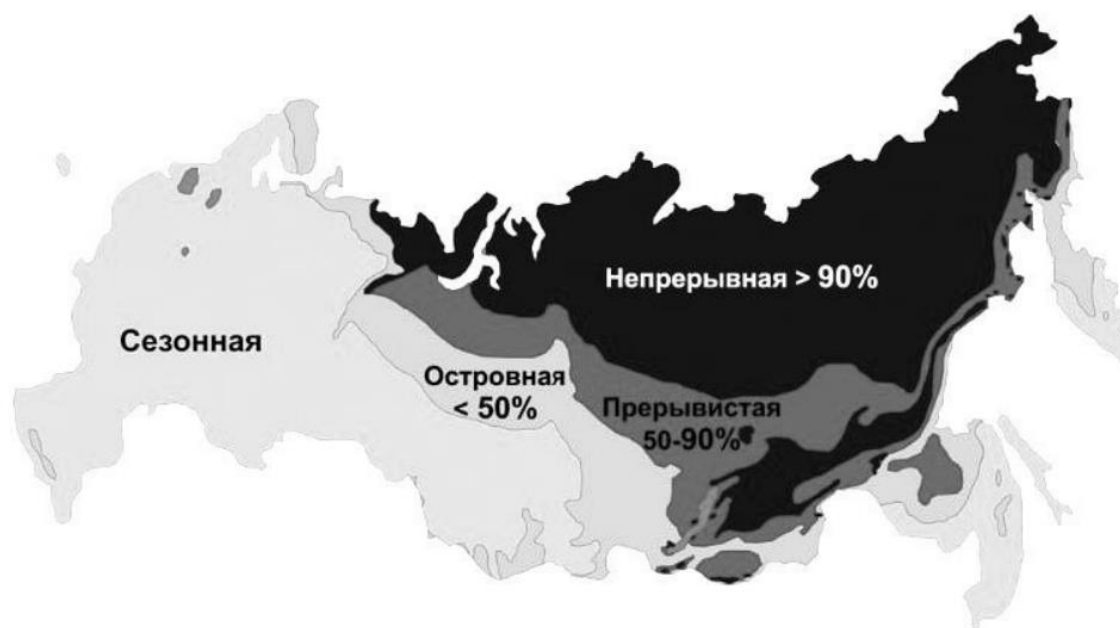 Непрерывная > 90%
Сезонная
Островная
< 50%
Прерывистая
50-90%